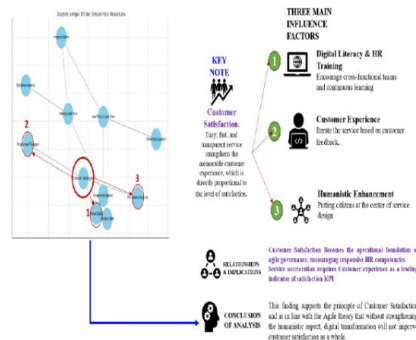 THREE MAIN
INFLUENCE
FACTORS
KEY
NOTE
Customer
Satisfaction.
Easy, fast, and
transparent service
strengthens the
memorable customer
experience, which is
directly proportional to
the level of satisfaction.
1
Digital Literacy & HR
Training
Encourage cross-functional teams
and continuous learning.
2
Customer Experience
Iterate the service based on customer
feedback.
3
Humanistic Enhancement
Putting citizens at the center of service
design
2
3
1
RELATIONSHIPS
& IMPLICATIONS
Customer Satisfaction Becomes the operational foundation of
agile governance, encouraging responsive HR competencies
Service acceleration requires Customer experience as a leading
indicator of satisfaction KPI
CONCLUSION
OF ANALYSIS
This finding supports the principle of Customer Satisfaction
and is in line with the Agile theory that without strengthening
the humanistic aspect, digital transformation will not improve
customer satisfaction as a whole.